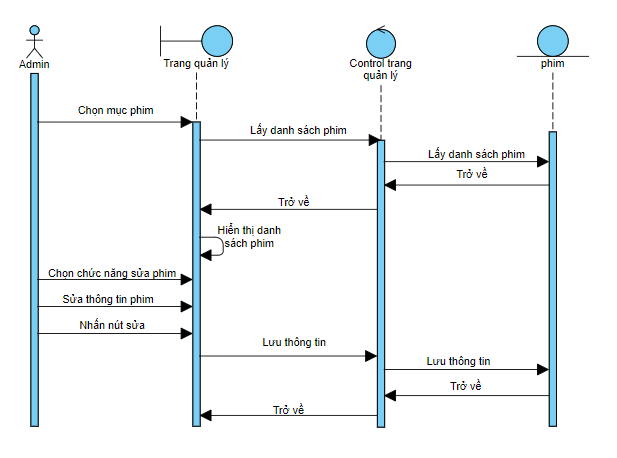 Admin
Trang quản lý
Control trang
quản lý
phim
Chọn mục phim
Lấy danh sách phim
Lấy danh sách phim
Trở về
Trở về
Hiển thị danh
sách phim
Chọn chức năng sửa phim
Sửa thông tin phim
Nhấn nút sửa
Lưu thông tin
Lưu thông tin
Trở về
Trở về